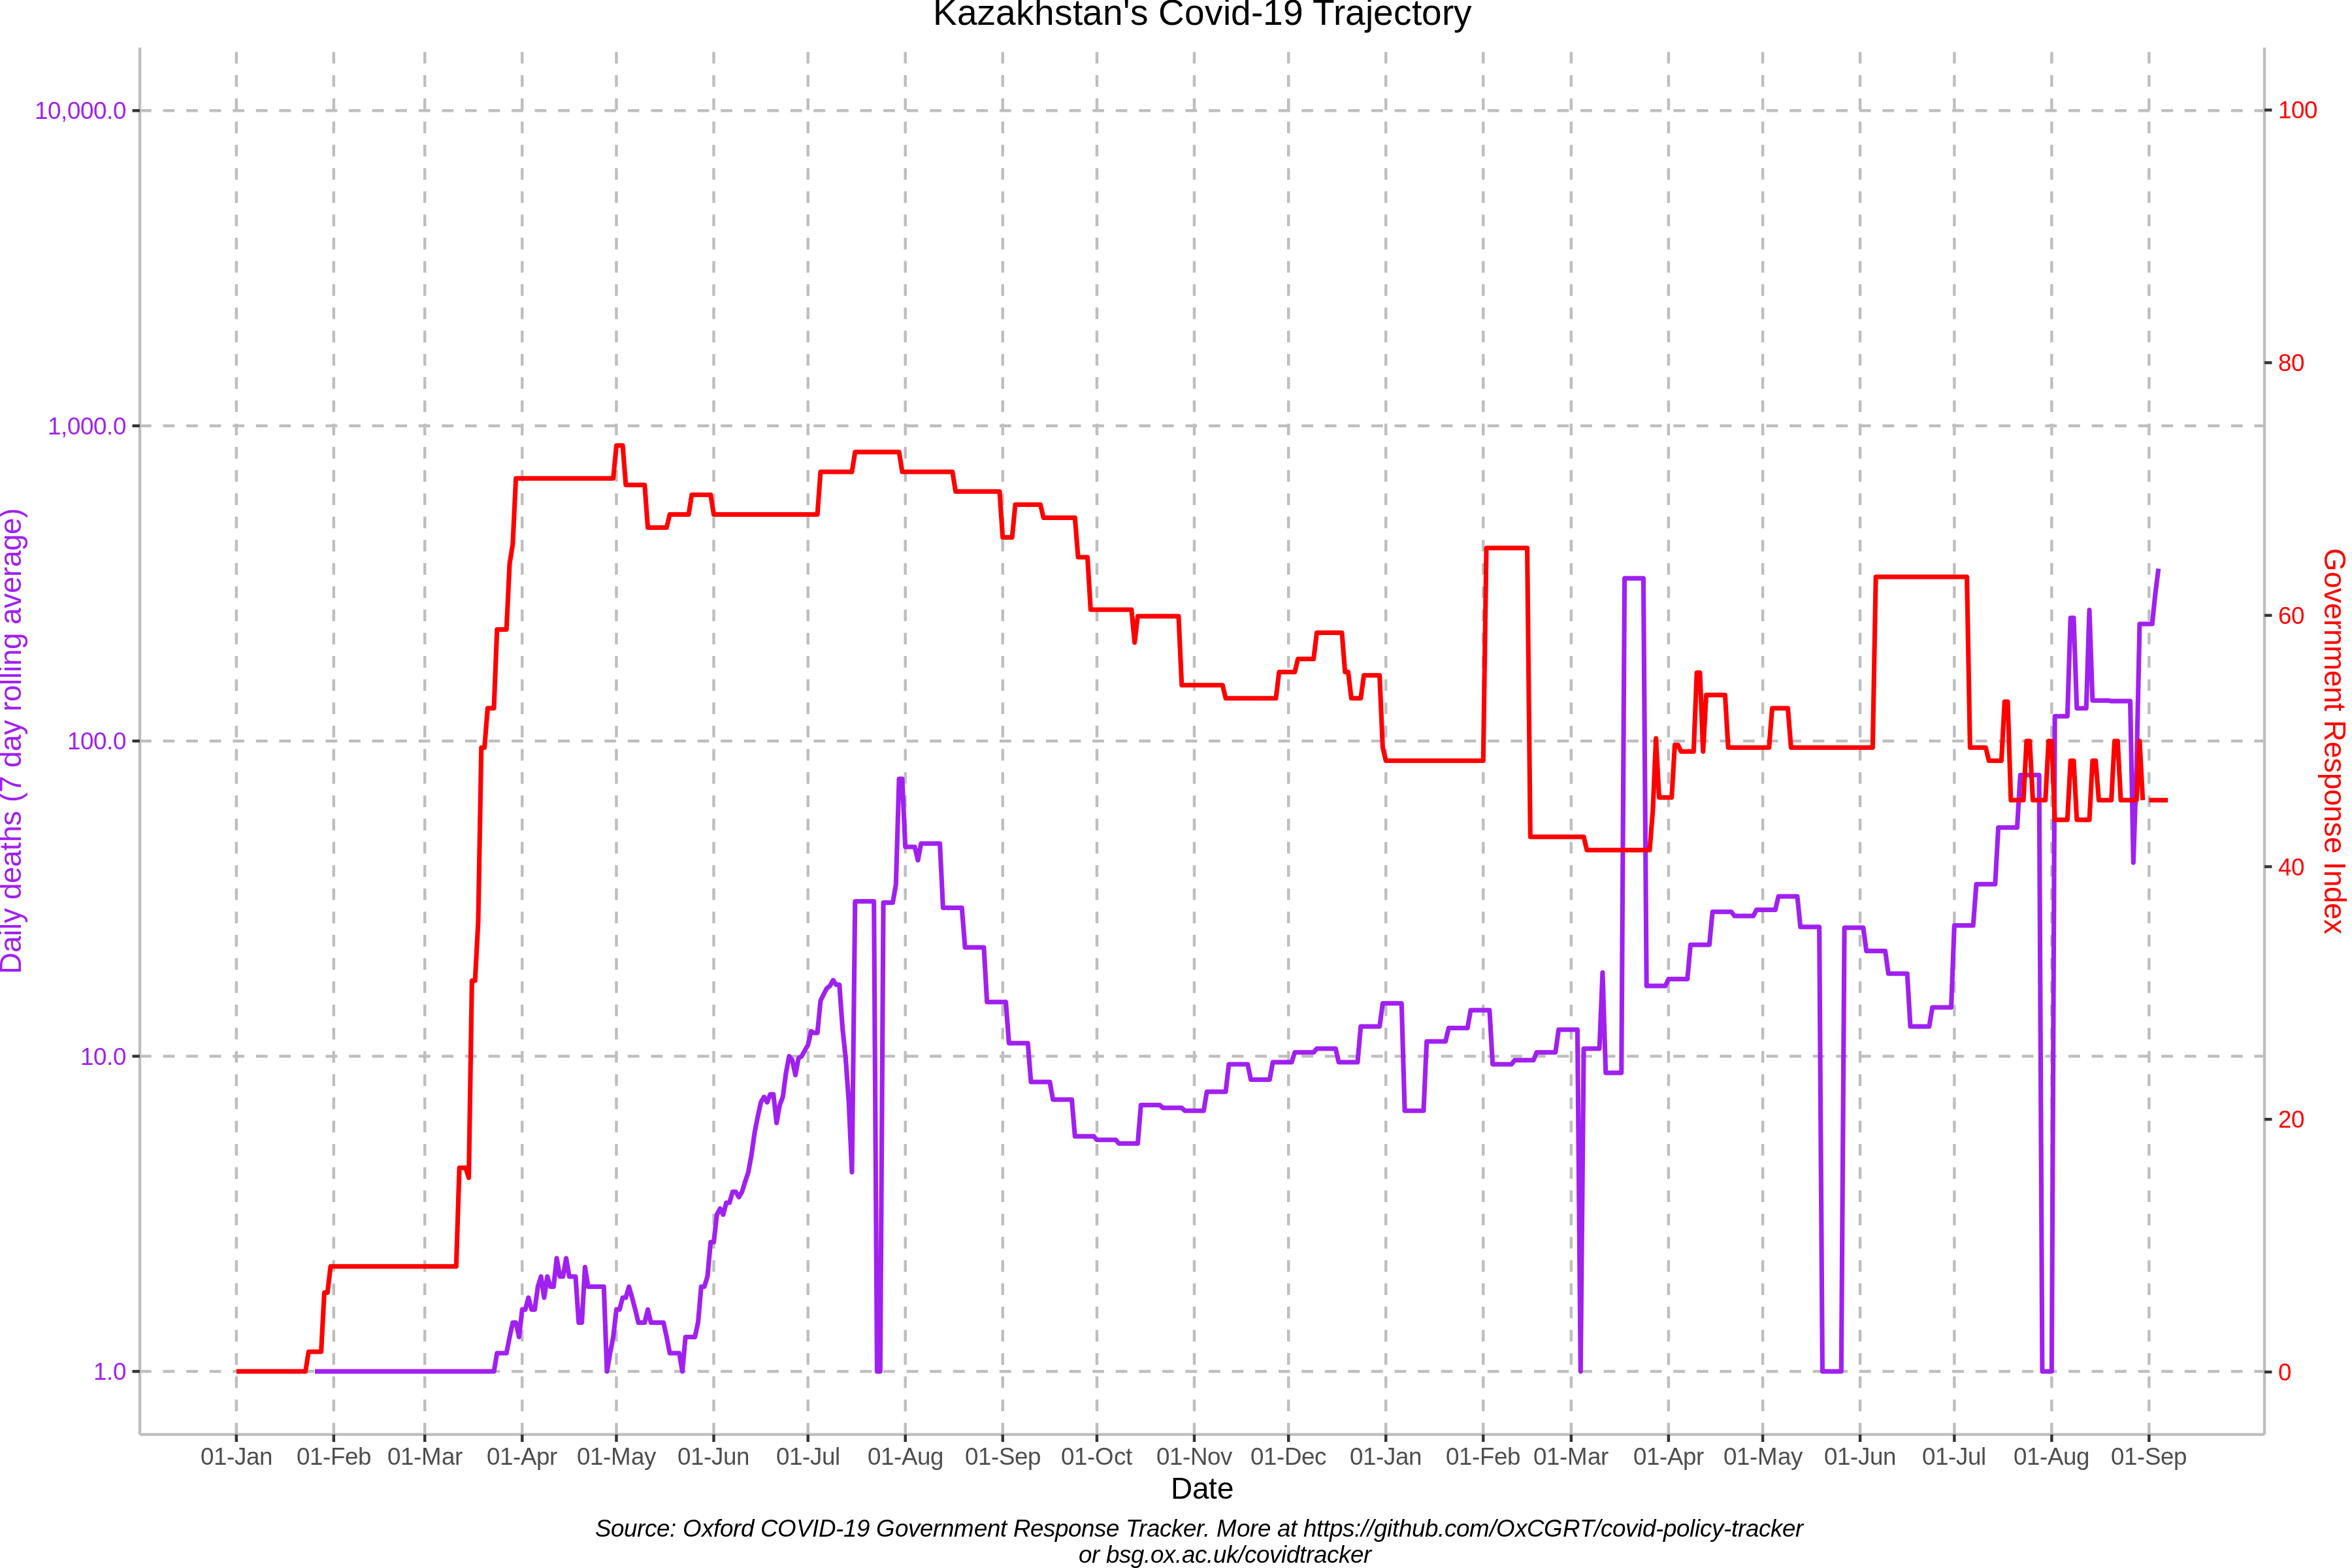 Kazakhstan's Covid-19 Trajectory
10,000.0
1,000.0
100.0
10.0
1.0
Daily deaths (7 day rolling average)
100
80
60
40
20
0
Government Response Index
01-Jan 01-Feb 01-Mar 01-Apr 01-May 01-Jun 01-Jul 01-Aug 01-Sep 01-Oct 01-Nov 01-Dec 01-Jan 01-Feb 01-Mar 01-Apr 01-May 01-Jun 01-Jul 01-Aug 01-Sep
Date
Source: Oxford COVID-19 Government Response Tracker. More at https://github.com/OxCGRT/covid-policy-tracker
or bsg.ox.ac.uk/covidtracker